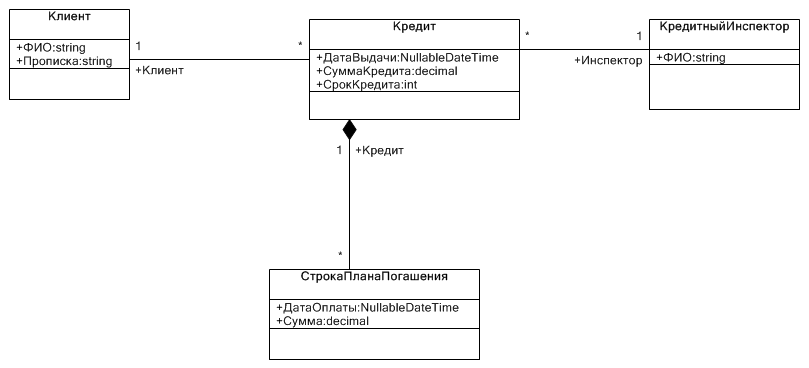 Клиент
+ФИО:string
+Прописка:string
1
+Клиент
*
Кредит
+ДатаВыдачи:NullableDateTime
+СуммаКредита:decimal
+СрокКредита:int
*
1
+Инспектор
КредитныйИнспектор
+ФИО:string
1
+Кредит
*
СтрокаПланаПогашения
+ДатаОплаты:NullableDateTime
+Сумма:decimal